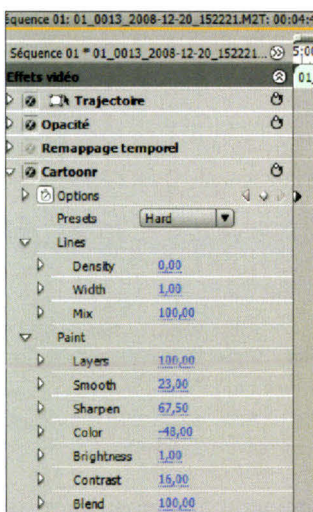 équence 01: 01_0013_2008-12-20_152221.M2T: 00:04:4
Séquence 01 * 01_0013_2008-12-20_152221... 5;00
Effets vidéo 01_
Trajectoire
Opacité
Remappage temporel
Cartoonr
Options
Presets Hard
Lines
Density 0,00
Width 1,00
Mix 100,00
Paint
Layers 100,00
Smooth 23,00
Sharpen 67,50
Color -48,00
Brightness 1,00
Contrast 16,00
Blend 100,00